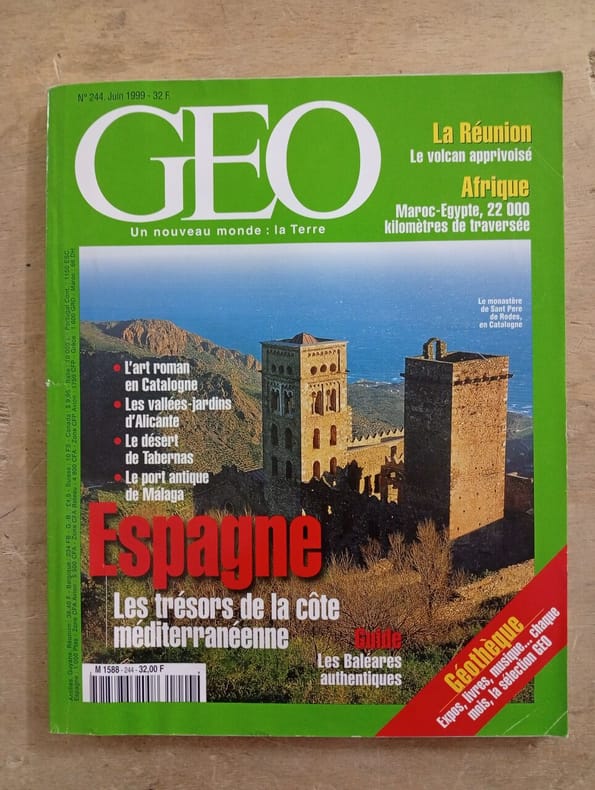 N° 244. Juin 1999 - 32 F.
GEO
Un nouveau monde : la Terre
La Réunion
Le volcan apprivoisé
Afrique
Maroc-Egypte, 22 000
kilomètres de traversée
Le monastère
de Sant Pere
de Rodes,
en Catalogne
• L'art roman
en Catalogne
• Les vallées-jardins
d'Alicante
• Le désert
de Tabernas
• Le port antique
de Málaga
Espagne
Les trésors de la côte
méditerranéenne
Guide
Les Baléares
authentiques
Géothèque
Expos, livres, musique... chaque
mois, la sélection GEO
M 1588 - 244 - 32,00 F